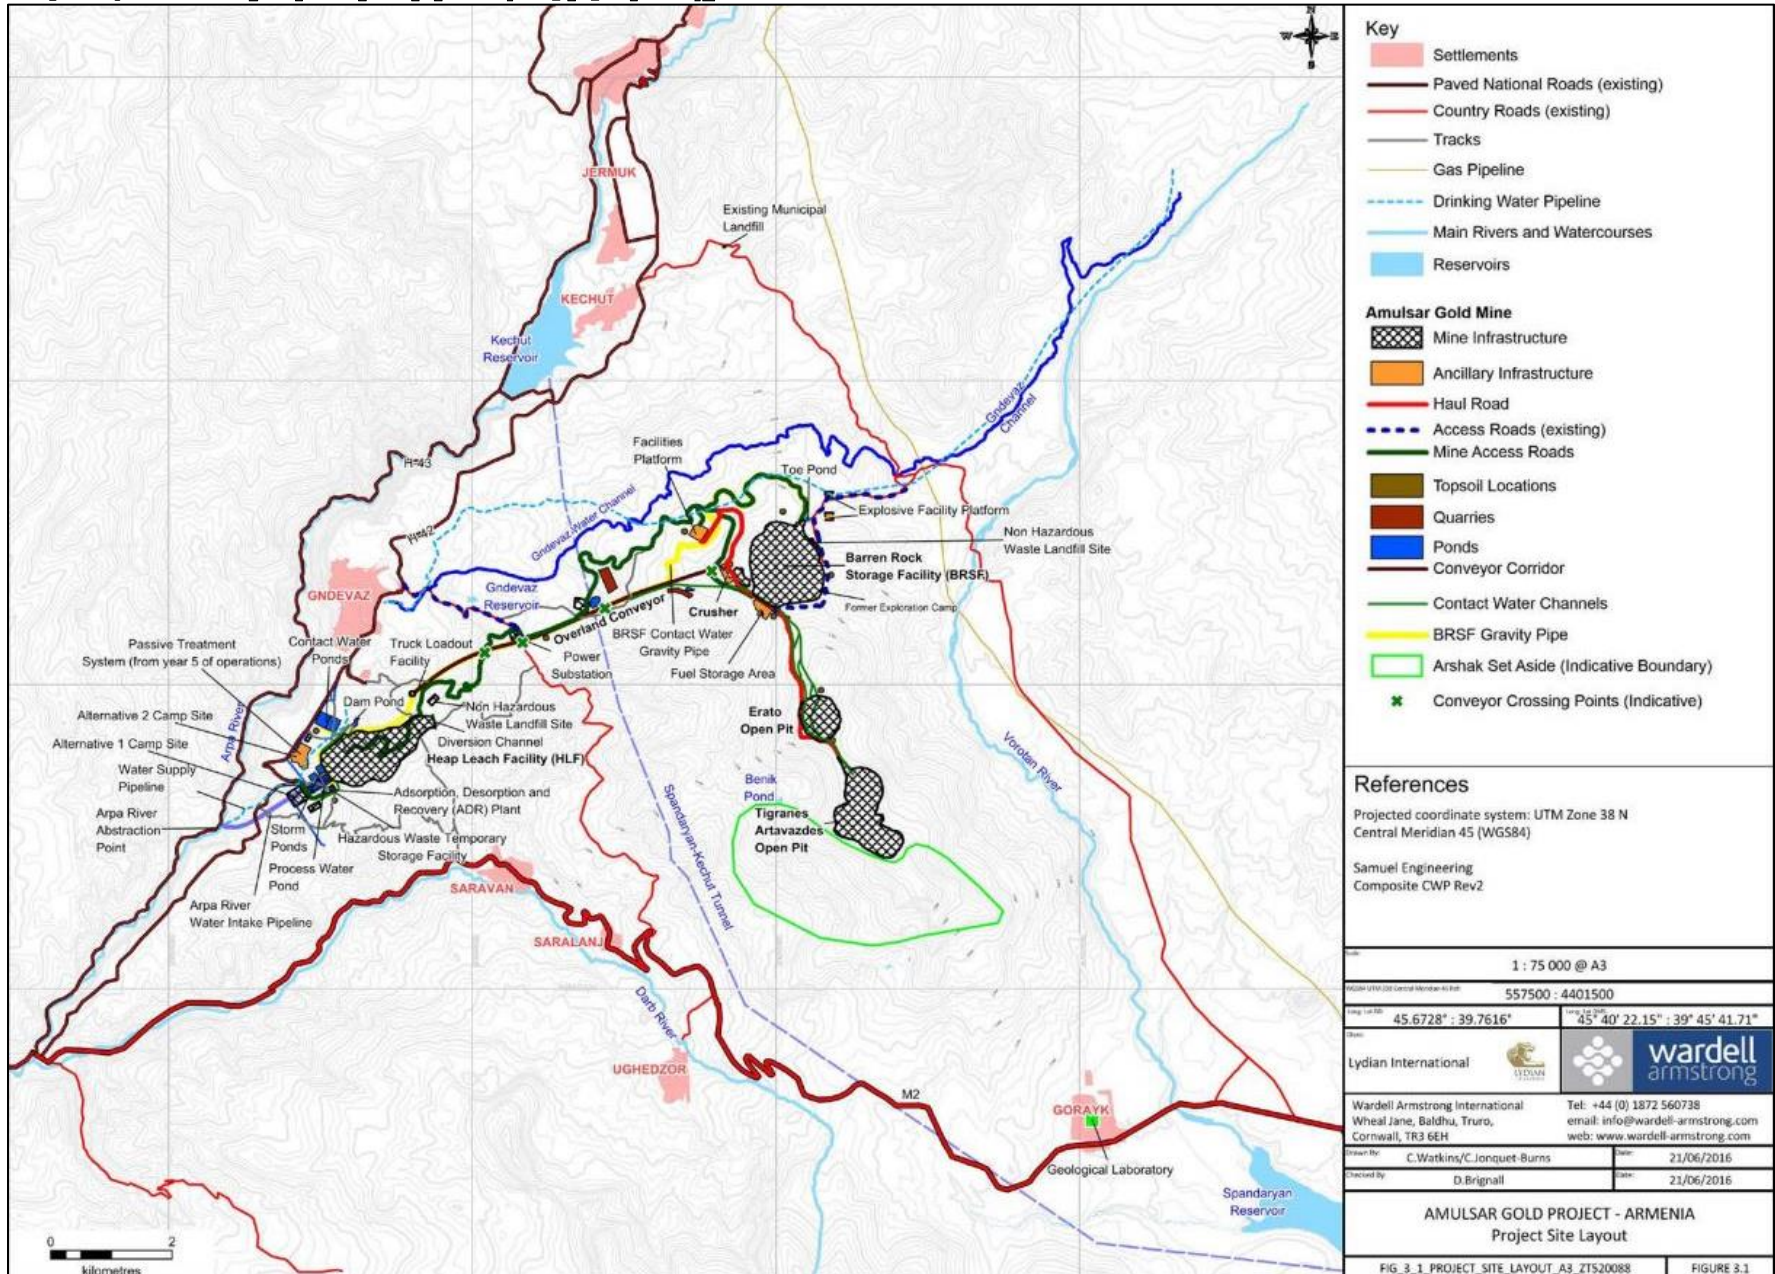 N
W
E
S
JERMUK
Existing Municipal
Landfill
KECHUT
Kechut
Reservoir
Gndevaz
Channel
H-43
Facilities
Platform
Toe Pond
Gndevaz Water Channel
Explosive Facility Platform
H-42
Non Hazardous
Waste Landfill Site
Barren Rock
Storage Facility (BRSF)
GNDEVAZ
Gndevaz
Reservoir
Former Exploration Camp
Crusher
Overland Conveyor
BRSF Contact Water
Gravity Pipe
Passive Treatment
System (from year 5 of operations)
Contact Water
Ponds
Truck Loadout
Facility
Power
Substation
Fuel Storage Area
Dam Pond
Non Hazardous
Waste Landfill Site
Alternative 2 Camp Site
Arpa River
Diversion Channel
Erato
Open Pit
Alternative 1 Camp Site
Heap Leach Facility (HLF)
Vorotan River
Water Supply
Pipeline
Benik
Pond
Adsorption, Desorption and
Recovery (ADR) Plant
Arpa River
Abstraction
Point
Tigranes
Artavazdes
Open Pit
Storm
Ponds
Hazardous Waste Temporary
Storage Facility
Spandaryan-Kechut Tunnel
Process Water
Pond
SARAVAN
Arpa River
Water Intake Pipeline
SARALANJ
Darb River
UGHEDZOR
M2
GORAYK
Geological Laboratory
Spandaryan
Reservoir
0 2
kilometres
Key
Settlements
Paved National Roads (existing)
Country Roads (existing)
Tracks
Gas Pipeline
Drinking Water Pipeline
Main Rivers and Watercourses
Reservoirs
Amulsar Gold Mine
Mine Infrastructure
Ancillary Infrastructure
Haul Road
Access Roads (existing)
Mine Access Roads
Topsoil Locations
Quarries
Ponds
Conveyor Corridor
Contact Water Channels
BRSF Gravity Pipe
Arshak Set Aside (Indicative Boundary)
Conveyor Crossing Points (Indicative)
References
Projected coordinate system: UTM Zone 38 N
Central Meridian 45 (WGS84)
Samuel Engineering
Composite CWP Rev2
Scale:
1 : 75 000 @ A3
557500 : 4401500
45.6728° : 39.7616°
45° 40' 22.15" : 39° 45' 41.71"
Lydian International
LYDIAN
wardell
armstrong
Wardell Armstrong International
Wheal Jane, Baldhu, Truro,
Cornwall, TR3 6EH
Tel: +44 (0) 1872 560738
email: info@wardell-armstrong.com
web: www.wardell-armstrong.com
Drawn By:
C.Watkins/C.Jonquet-Burns
Date:
21/06/2016
Checked By:
D.Brignall
Date:
21/06/2016
AMULSAR GOLD PROJECT - ARMENIA
Project Site Layout
FIG_3_1_PROJECT_SITE_LAYOUT_A3_ZT520088
FIGURE 3.1